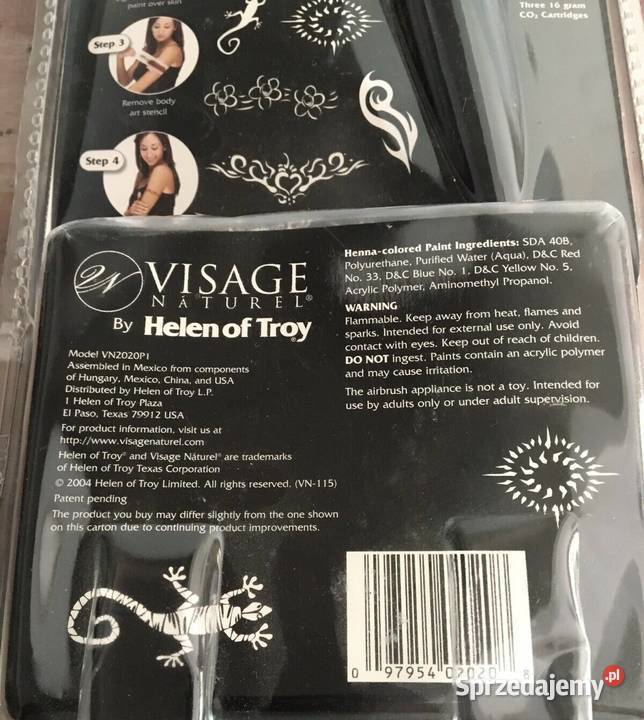 paint over skin
Three 16 gram
CO₂ Cartridges
Step 3
Remove body
art stencil
Step 4
VN VISAGE
NÄTUREL®
By Helen of Troy®
Model VN2020P1
Assembled in Mexico from components
of Hungary, Mexico, China, and USA
Distributed by Helen of Troy L.P.
1 Helen of Troy Plaza
El Paso, Texas 79912 USA
For product information, visit us at
http://www.visagenaturel.com
Helen of Troy® and Visage Näturel® are trademarks
of Helen of Troy Texas Corporation
© 2004 Helen of Troy Limited. All rights reserved. (VN-115)
Patent pending
The product you buy may differ slightly from the one shown
on this carton due to continuing product improvements.
Henna-colored Paint Ingredients: SDA 40B,
Polyurethane, Purified Water (Aqua), D&C Red
No. 33, D&C Blue No. 1, D&C Yellow No. 5,
Acrylic Polymer, Aminomethyl Propanol.
WARNING
Flammable. Keep away from heat, flames and
sparks. Intended for external use only. Avoid
contact with eyes. Keep out of reach of children.
DO NOT ingest. Paints contain an acrylic polymer
and may cause irritation.
The airbrush appliance is not a toy. Intended for
use by adults only or under adult supervision.
0 97954 02020 8
Sprzedajemy.pl